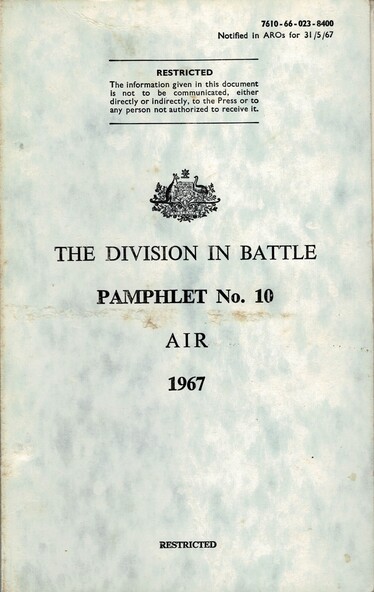 7610-66-023-8400
Notified in AROs for 31/5/67
RESTRICTED
The information given in this document
is not to be communicated, either
directly or indirectly, to the Press or to
any person not authorized to receive it.
THE DIVISION IN BATTLE
PAMPHLET No. 10
AIR
1967
RESTRICTED